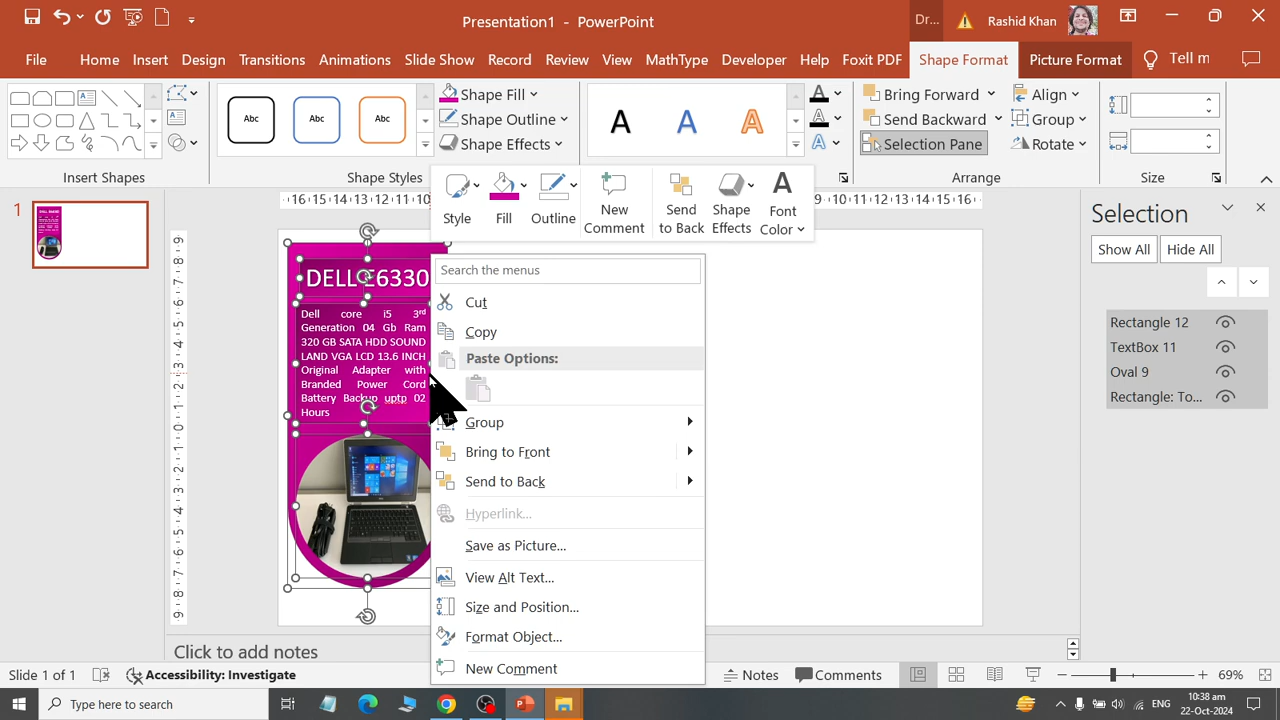 Presentation1 - PowerPoint
Dr...
Rashid Khan
File Home Insert Design Transitions Animations Slide Show Record Review View MathType Developer Help Foxit PDF Shape Format Picture Format Tell m
Abc Abc Abc
Shape Fill
Shape Outline
Shape Effects
A A A
Bring Forward
Send Backward
Selection Pane
Align
Group
Rotate
Insert Shapes
Shape Styles
Arrange
Size
Style
Fill
Outline
New Comment
Send to Back
Shape Effects
Font Color
1
DELL E6330
Dell core i5 3rd
Generation 04 Gb Ram
320 GB SATA HDD SOUND
LAND VGA LCD 13.6 INCH
Original Adapter with
Branded Power Cord
Battery Backup uptp 02
Hours
Search the menus
Cut
Copy
Paste Options:
Group
Bring to Front
Send to Back
Hyperlink...
Save as Picture...
View Alt Text...
Size and Position...
Format Object...
New Comment
Selection
Show All
Hide All
Rectangle 12
TextBox 11
Oval 9
Rectangle: To...
Click to add notes
Slide 1 of 1
Accessibility: Investigate
Notes
Comments
69%
Type here to search
ENG
10:38 am
22-Oct-2024